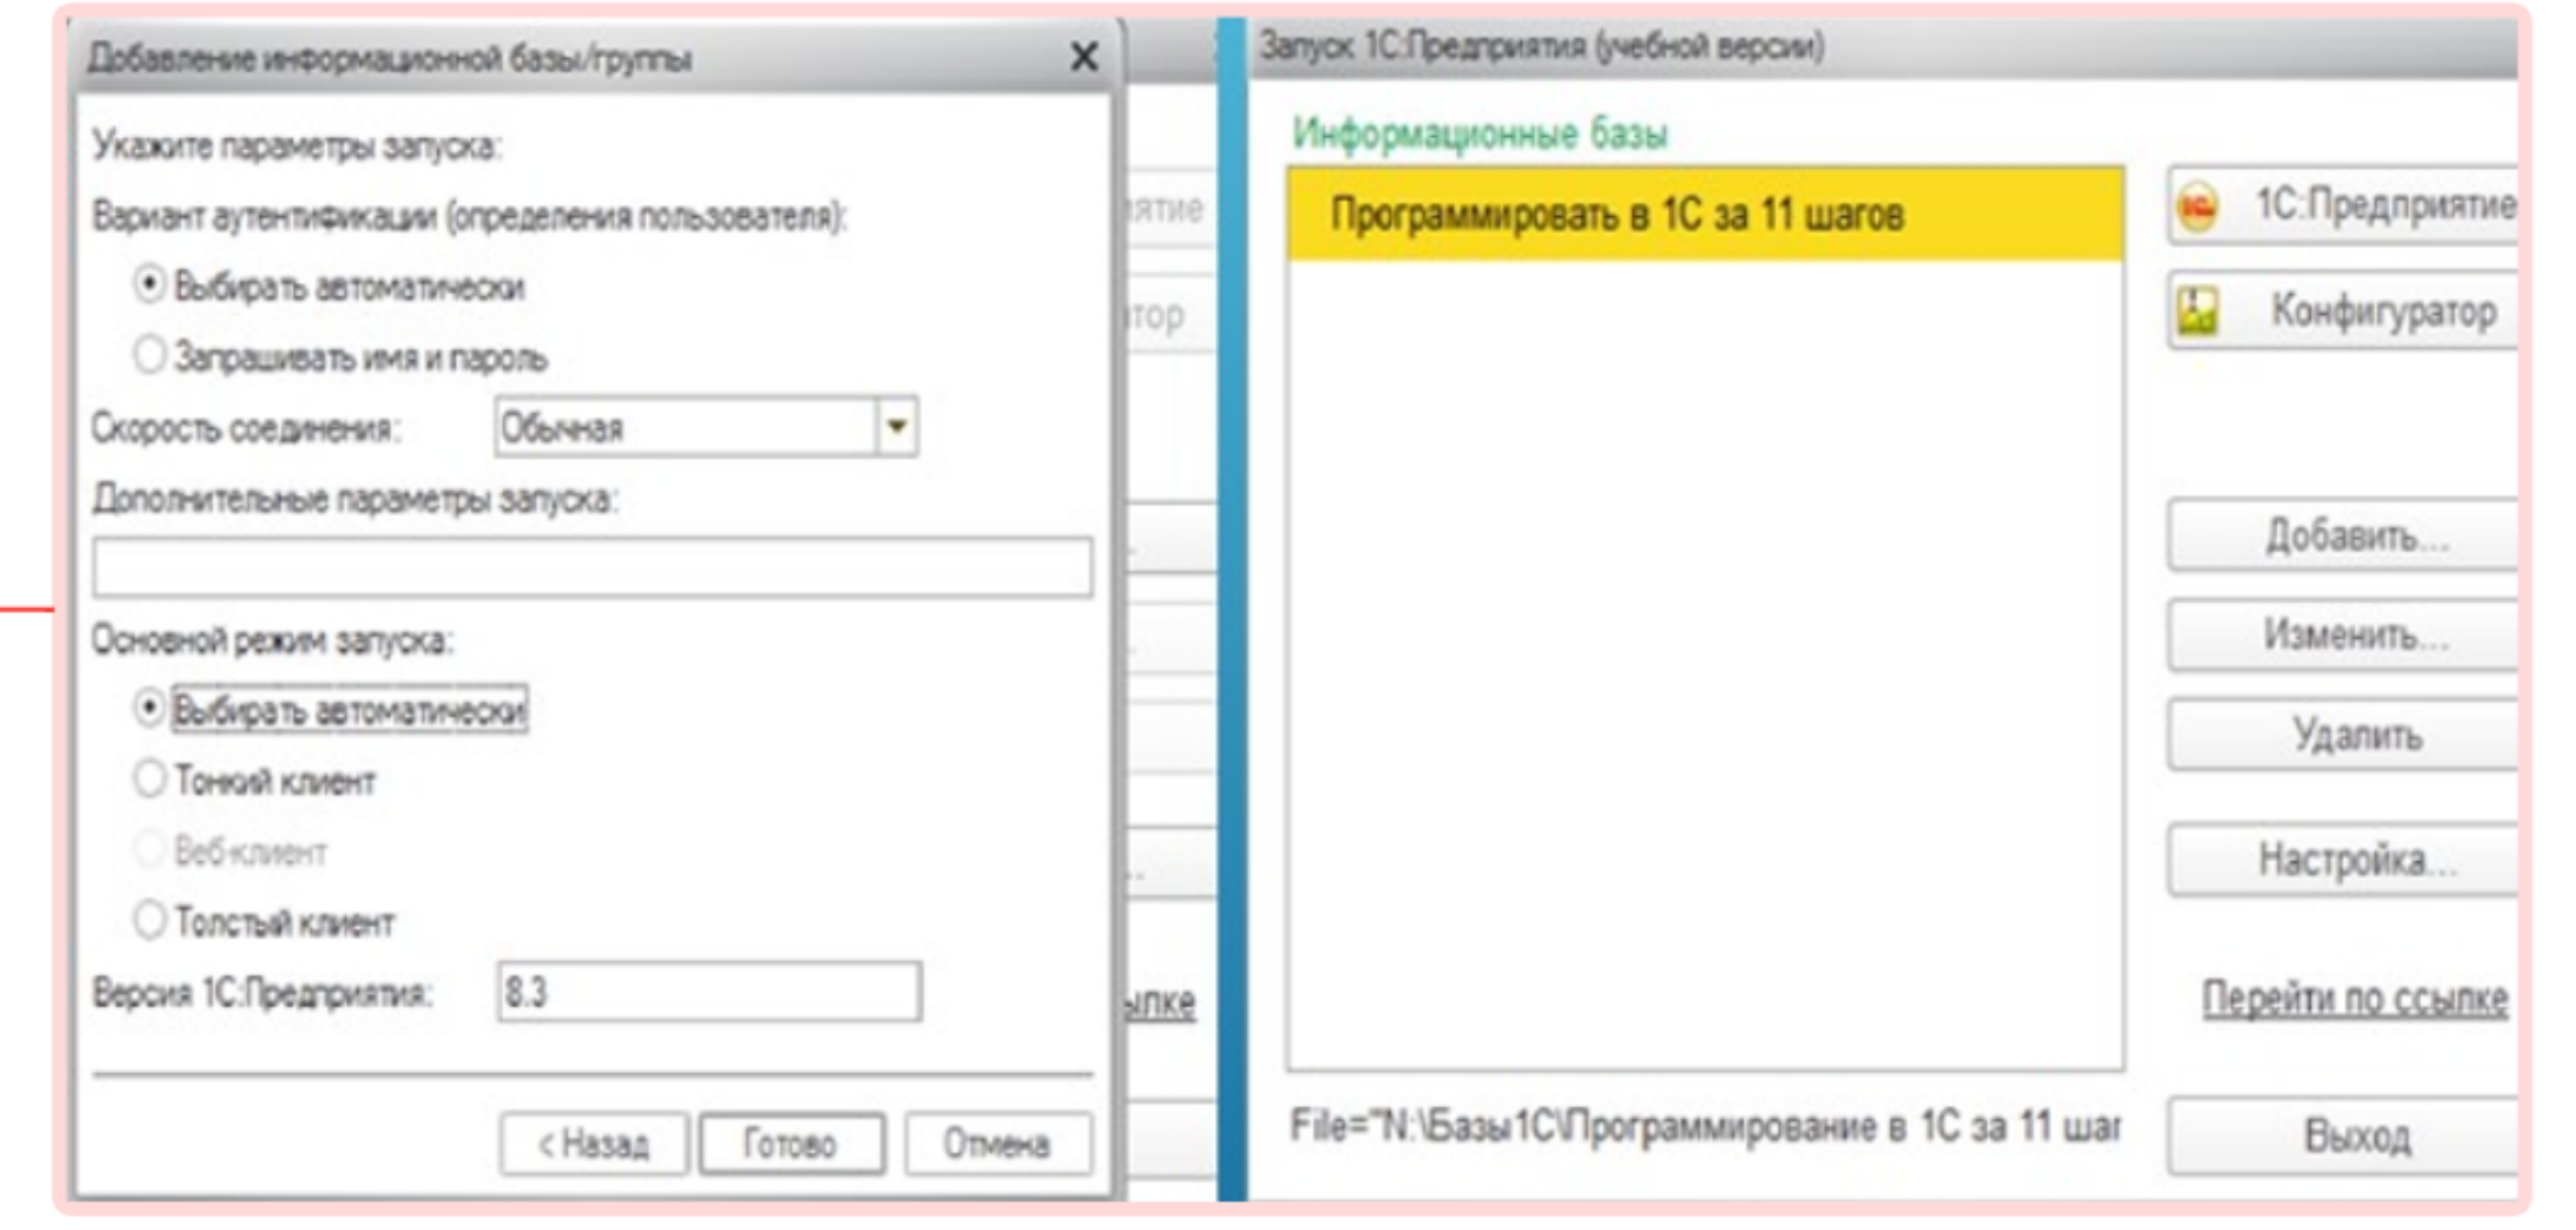 Добавление информационной базы/группы
Укажите параметры запуска:
Вариант аутентификации (определения пользователя):
Выбирать автоматически
Запрашивать имя и пароль
Скорость соединения: Обычная
Дополнительные параметры запуска:
Основной режим запуска:
Выбирать автоматически
Тонкий клиент
Веб-клиент
Толстый клиент
Версия 1С:Предприятия: 8.3
< Назад Готово Отмена
ятие
тор
ылке
Запуск 1С:Предприятия (учебной версии)
Информационные базы
Программировать в 1С за 11 шагов
File="N:\Базы1С\Программирование в 1С за 11 шаг
1С:Предприятие
Конфигуратор
Добавить...
Изменить...
Удалить
Настройка...
Перейти по ссылке
Выход